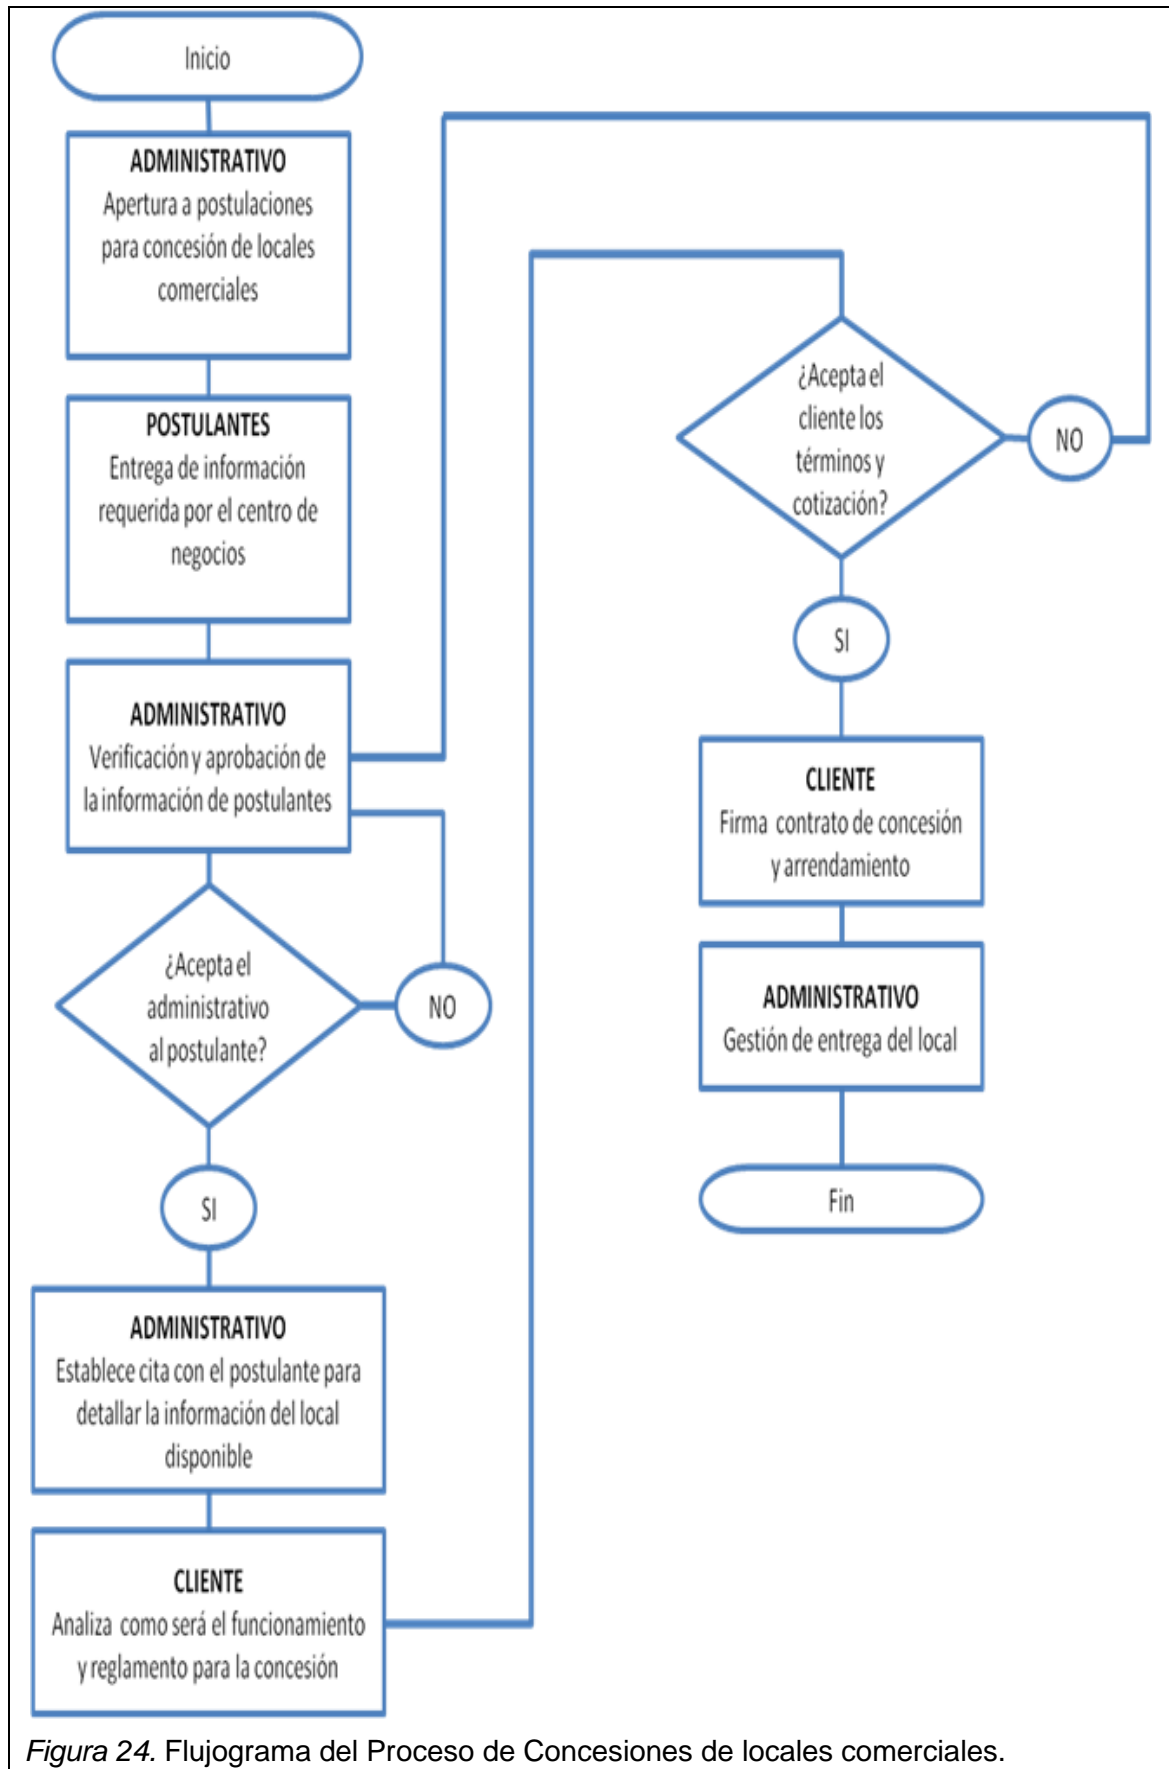 Inicio
ADMINISTRATIVO
Apertura a postulaciones
para concesión de locales
comerciales
POSTULANTES
Entrega de información
requerida por el centro de
negocios
ADMINISTRATIVO
Verificación y aprobación de
la información de postulantes
¿Acepta el
administrativo
al postulante?
NO
SI
ADMINISTRATIVO
Establece cita con el postulante para
detallar la información del local
disponible
CLIENTE
Analiza como será el funcionamiento
y reglamento para la concesión
¿Acepta el
cliente los
términos y
cotización?
NO
SI
CLIENTE
Firma contrato de concesión
y arrendamiento
ADMINISTRATIVO
Gestión de entrega del local
Fin
Figura 24. Flujograma del Proceso de Concesiones de locales comerciales.